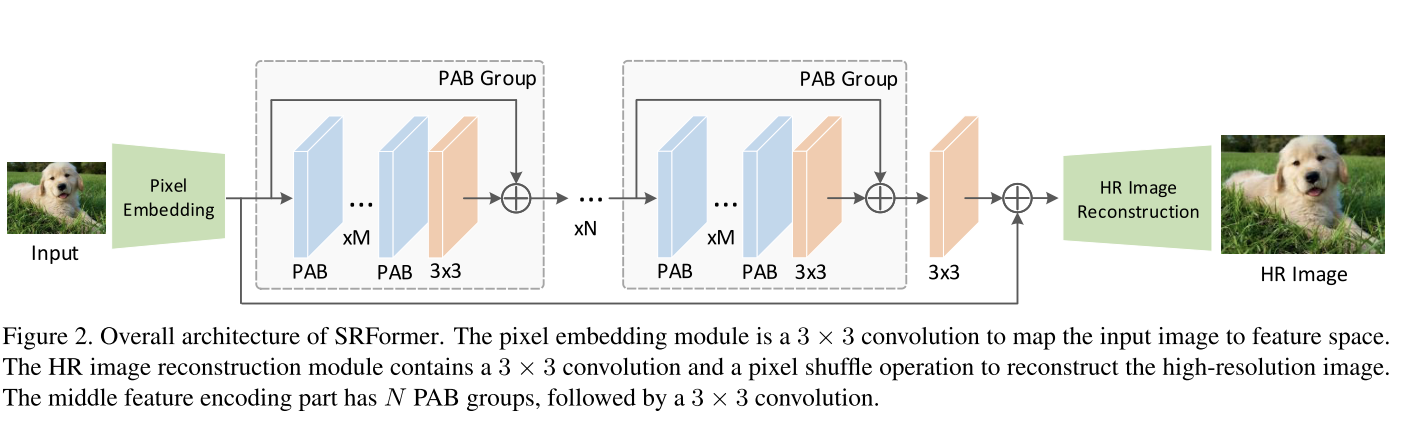 PAB Group
PAB Group
Pixel
Embedding
HR Image
Reconstruction
...
xM
...
xN
...
xM
Input
PAB
PAB
3x3
PAB
PAB
3x3
3x3
HR Image
Figure 2. Overall architecture of SRFormer. The pixel embedding module is a 3 × 3 convolution to map the input image to feature space.
The HR image reconstruction module contains a 3 × 3 convolution and a pixel shuffle operation to reconstruct the high-resolution image.
The middle feature encoding part has N PAB groups, followed by a 3 × 3 convolution.